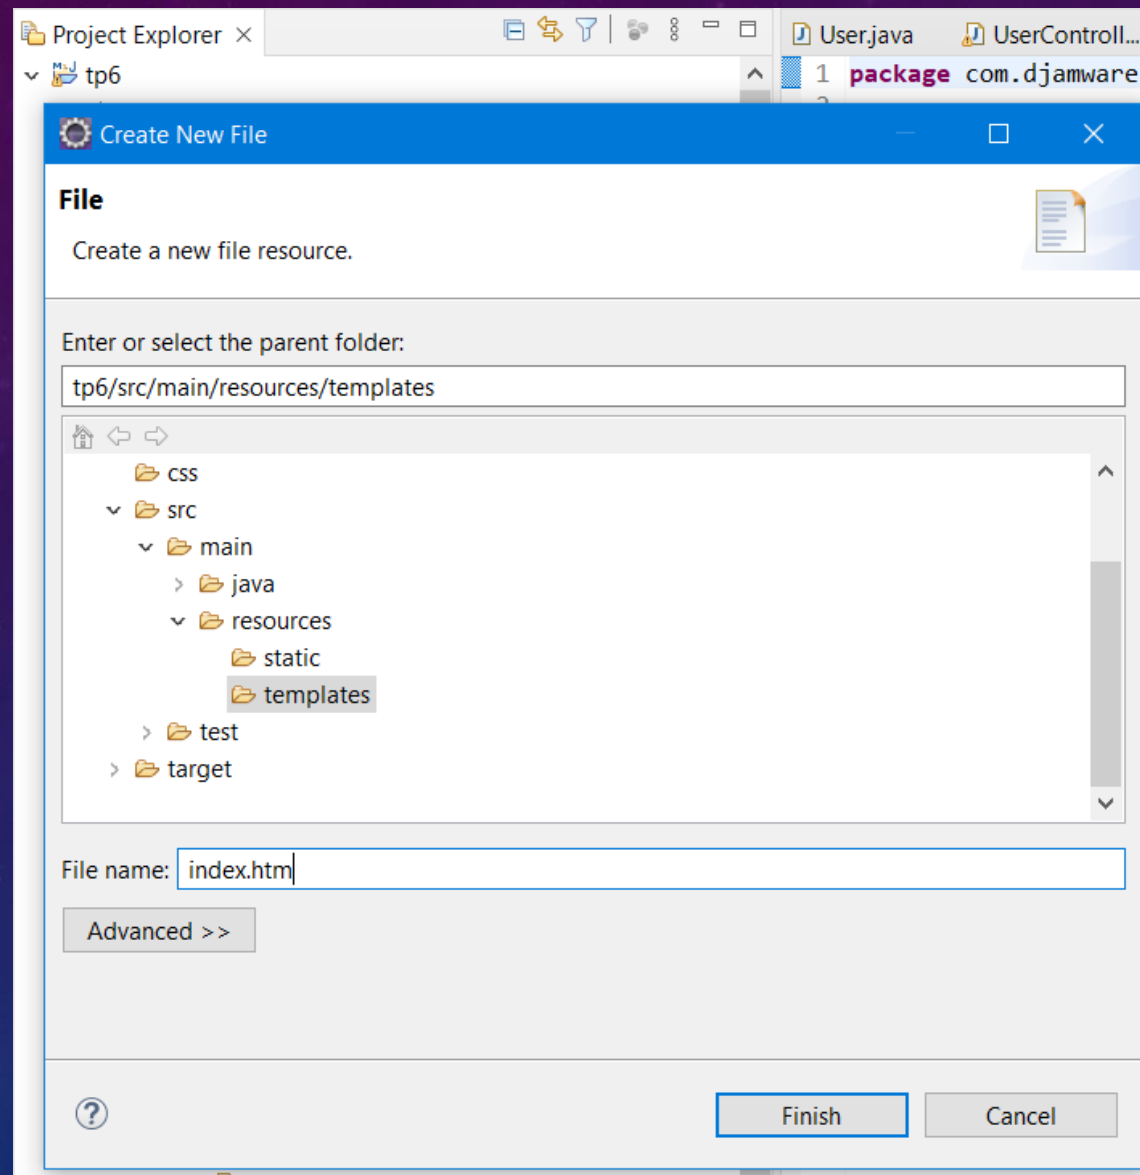 Project Explorer
User.java
UserControll...
tp6
1 package com.djamware
Create New File
File
Create a new file resource.
Enter or select the parent folder:
tp6/src/main/resources/templates
css
src
main
java
resources
static
templates
test
target
File name: index.htm
Advanced >>
Finish
Cancel